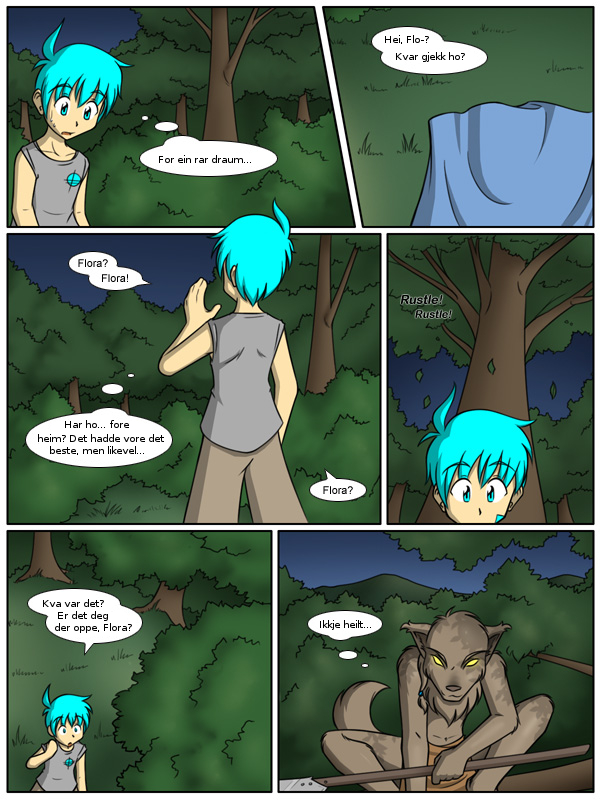 For ein rar draum...
Hei, Flo-?
Kvar gjekk ho?
Flora?
Flora!
Har ho... fore
heim? Det hadde vore det
beste, men likevel...
Flora?
Rustle!
Rustle!
Kva var det?
Er det deg
der oppe, Flora?
Ikkje heilt...